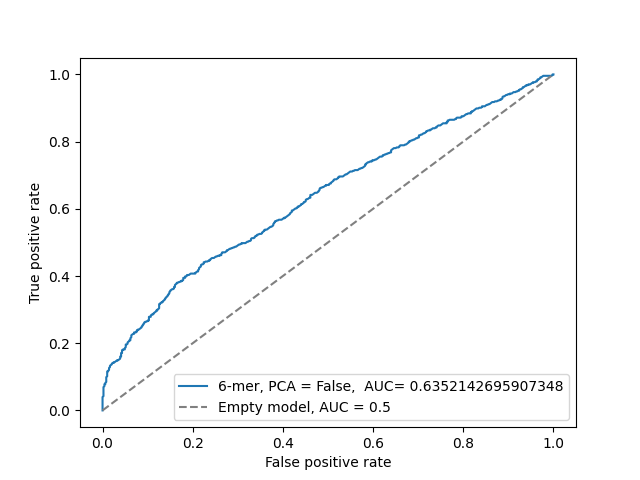 1.0
0.8
0.6
0.4
0.2
0.0
True positive rate
6-mer, PCA = False,  AUC= 0.6352142695907348
Empty model, AUC = 0.5
0.0 0.2 0.4 0.6 0.8 1.0
False positive rate